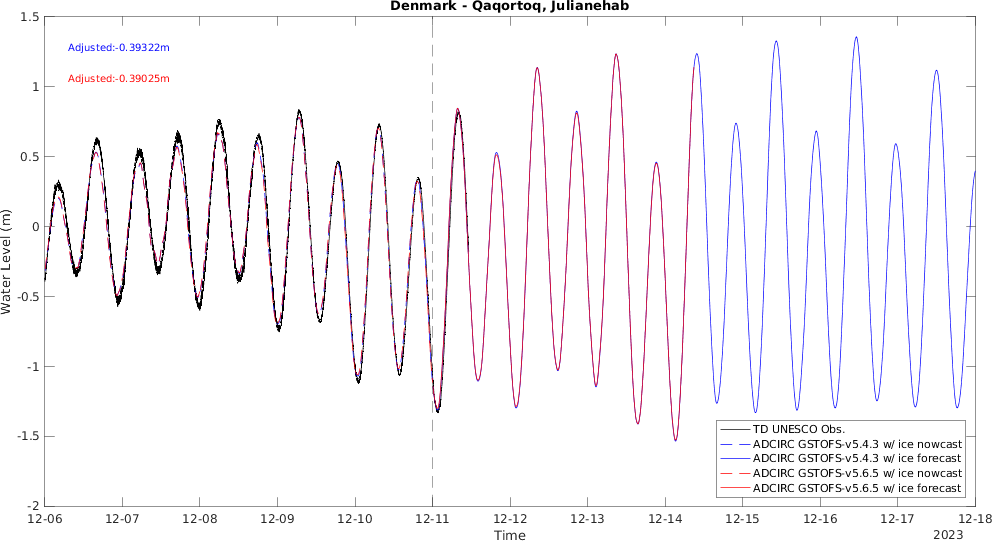 Denmark - Qaqortoq, Julianehab
Adjusted:-0.39322m
Adjusted:-0.39025m
Water Level (m)
1.5
1
0.5
0
-0.5
-1
-1.5
-2
TD UNESCO Obs.
ADCIRC GSTOFS-v5.4.3 w/ ice nowcast
ADCIRC GSTOFS-v5.4.3 w/ ice forecast
ADCIRC GSTOFS-v5.6.5 w/ ice nowcast
ADCIRC GSTOFS-v5.6.5 w/ ice forecast
12-06 12-07 12-08 12-09 12-10 12-11 12-12 12-13 12-14 12-15 12-16 12-17 12-18
Time
2023